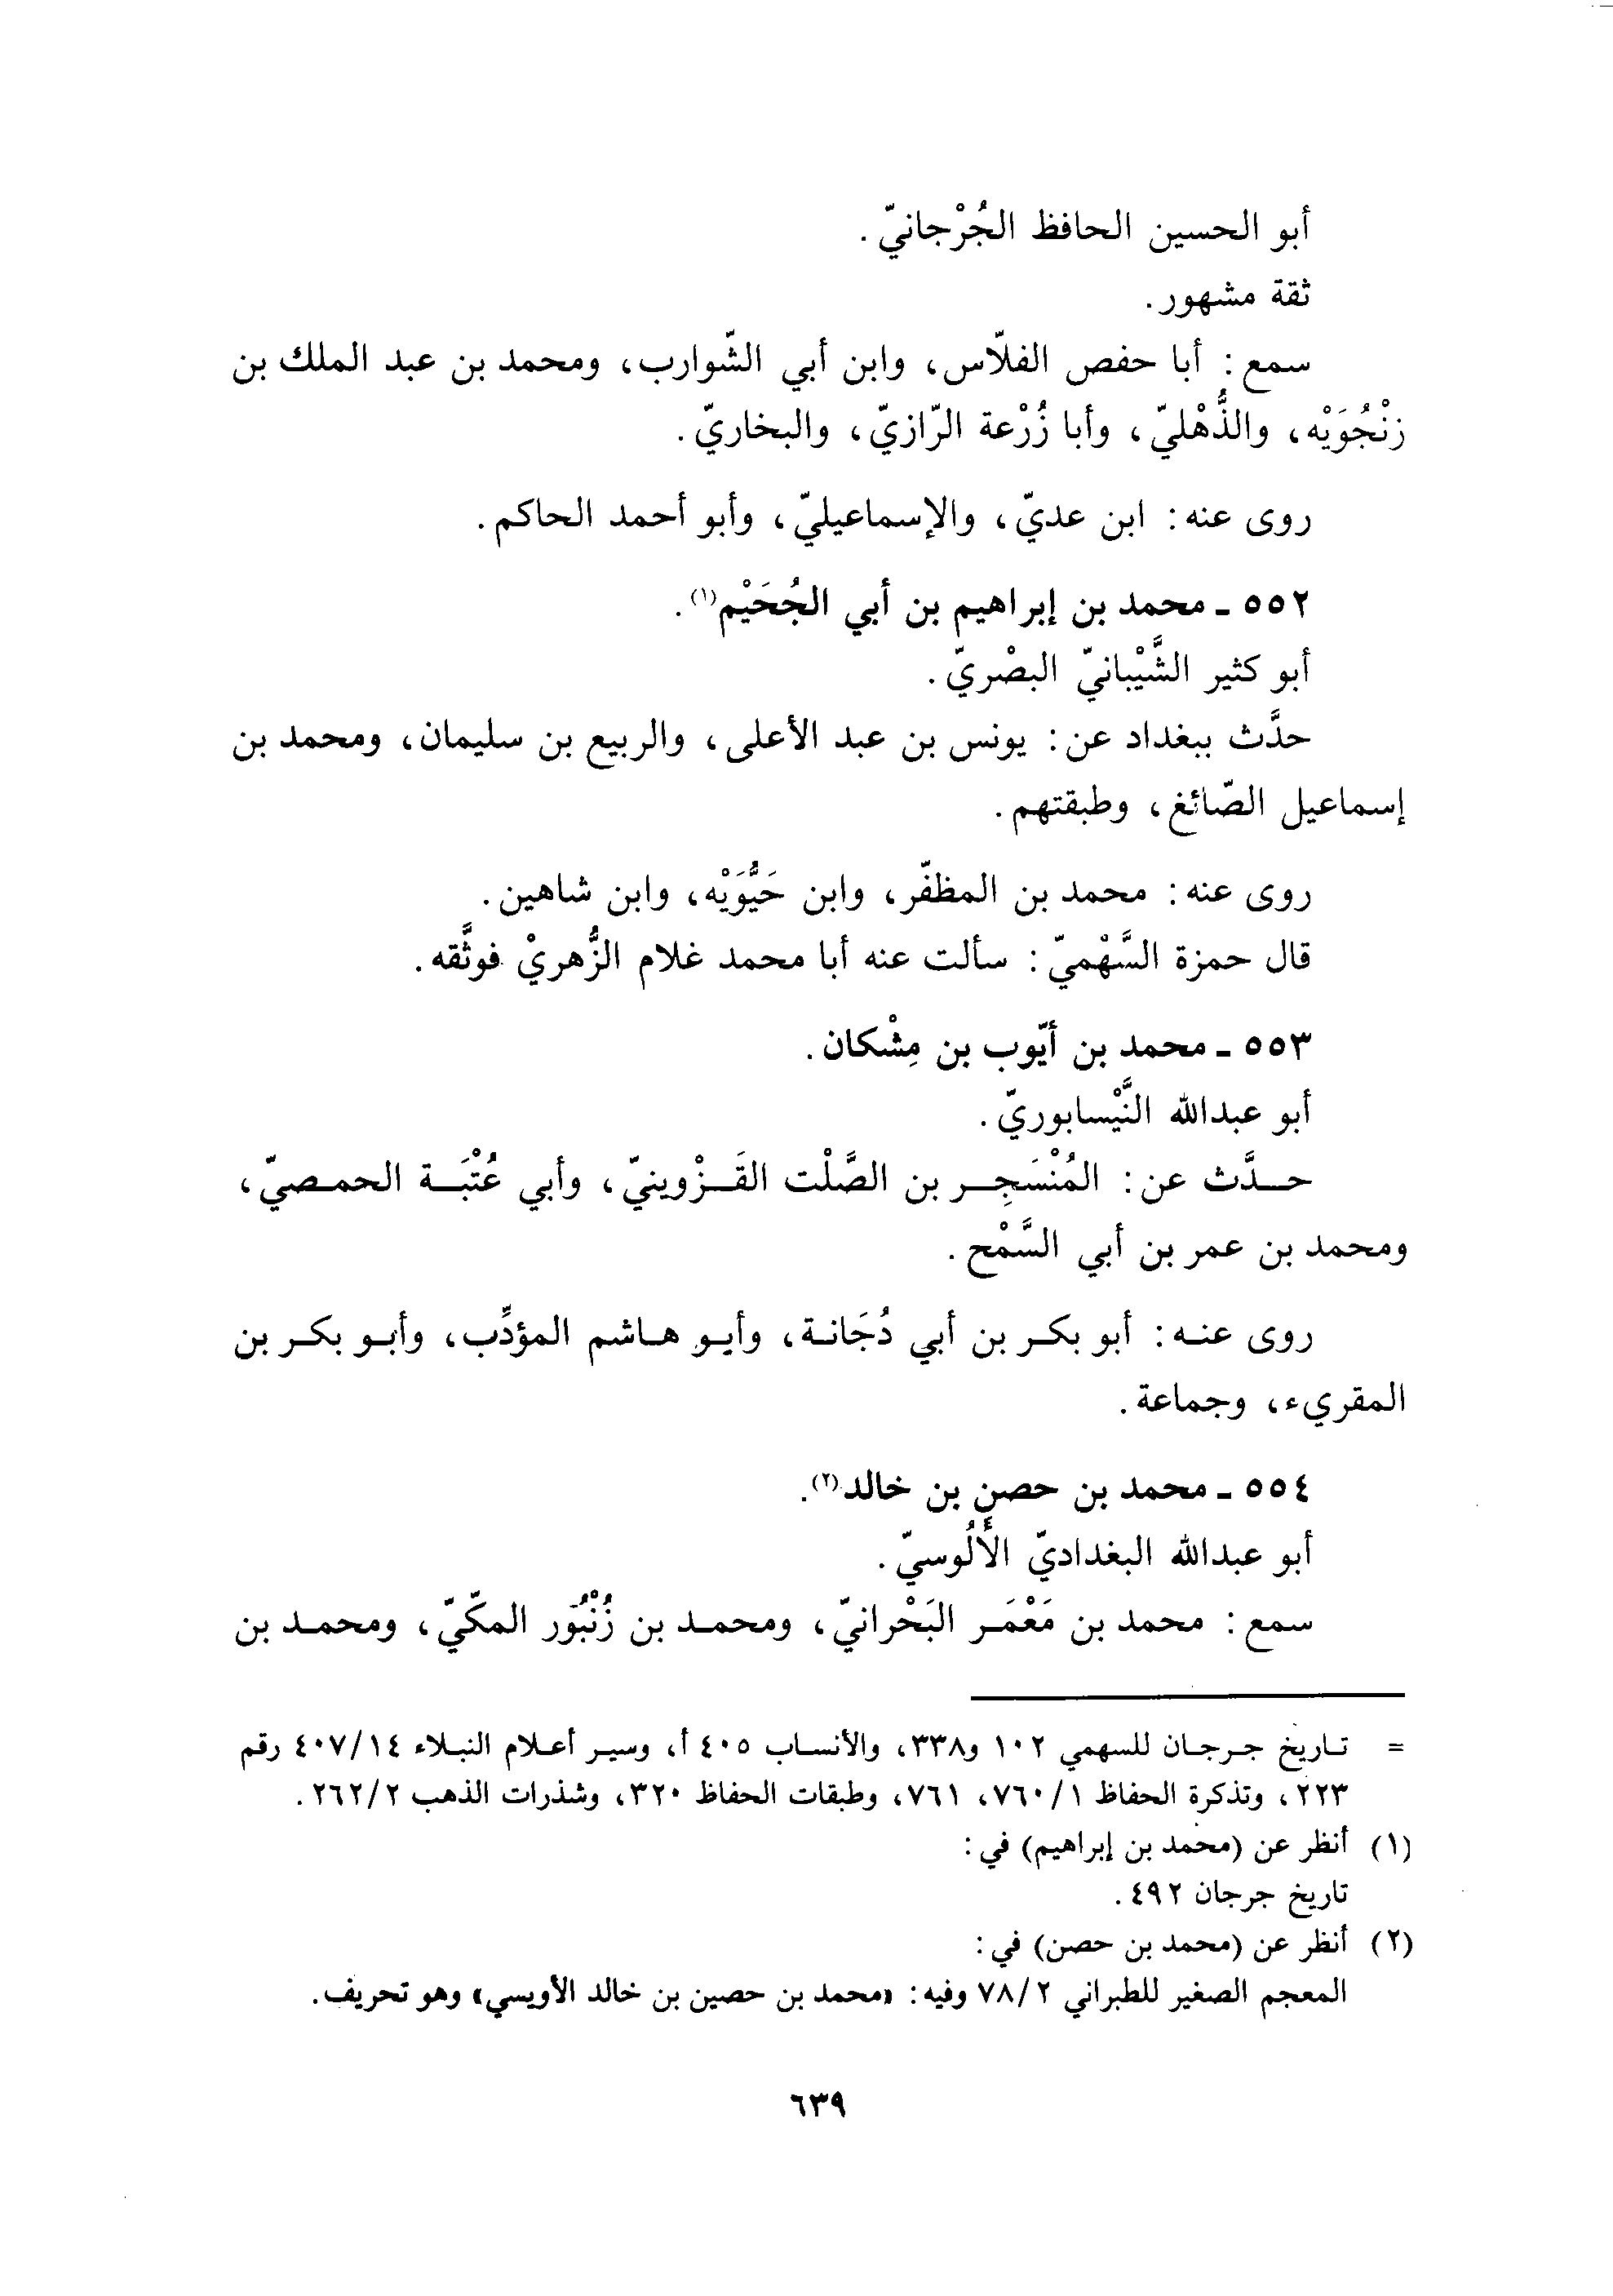 أبو الحسين الحافظ الجُرْجانيّ.
ثقة مشهور.
سمع: أبا حفص الفلّاس، وابن أبي الشّوارب، ومحمد بن عبد الملك بن
زنْجُوَيْه، والذُّهْليّ، وأبا زُرْعة الرّازيّ، والبخاريّ.
روى عنه: ابن عديّ، والإسماعيليّ، وأبو أحمد الحاكم.
٥٥٢ ـ محمد بن إبراهيم بن أبي الجُحَيْم(١).
أبو كثير الشَّيْبانيّ البصْريّ.
حدَّث ببغداد عن: يونس بن عبد الأعلى، والربيع بن سليمان، ومحمد بن
إسماعيل الصّائغ، وطبقتهم.
روى عنه: محمد بن المظفّر، وابن حَيُّوَيْه، وابن شاهين.
قال حمزة السَّهْميّ: سألت عنه أبا محمد غلام الزُّهريْ فوثَّقه.
٥٥٣ ـ محمد بن أيّوب بن مِشْكان.
أبو عبدالله النَّيْسابوريّ.
حدَّث عن: المُنْسَجِر بن الصَّلْت القَزْوينيّ، وأبي عُتْبَة الحمصيّ،
ومحمد بن عمر بن أبي السَّمْح.
روى عنه: أبو بكر بن أبي دُجَانة، وأيو هاشم المؤدِّب، وأبو بكر بن
المقريء، وجماعة.
٥٥٤ ـ محمد بن حصن بن خالد(٢).
أبو عبدالله البغداديّ الأَلُوسيّ.
سمع: محمد بن مَعْمَر البَحْرانيّ، ومحمد بن زُنْبُور المكّيّ، ومحمد بن
= تاريخ جرجان للسهمي ١٠٢ و٣٣٨، والأنساب ٤٠٥ أ، وسير أعلام النبلاء ٤٠٧/١٤ رقم
٢٢٣، وتذكرة الحفاظ ٧٦٠/١، ٧٦١، وطبقات الحفاظ ٣٢٠، وشذرات الذهب ٢٦٢/٢.
(١) أنظر عن (محمد بن إبراهيم) في:
تاريخ جرجان ٤٩٢.
(٢) أنظر عن (محمد بن حصن) في:
المعجم الصغير للطبراني ٧٨/٢ وفيه: «محمد بن حصين بن خالد الأويسي» وهو تحريف.
٦٣٩